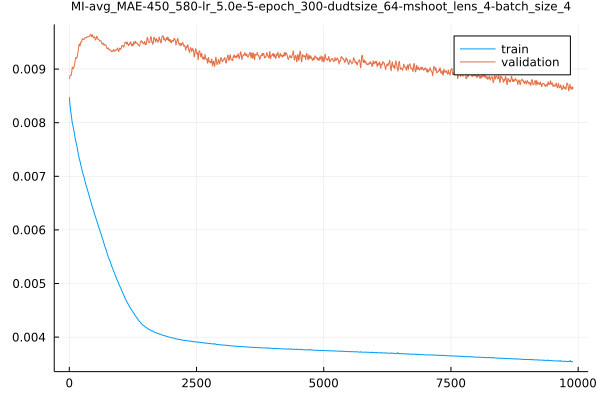 MI-avg_MAE-450_580-lr_5.0e-5-epoch_300-dudtsize_64-mshoot_lens_4-batch_size_4
train
validation
0.009
0.008
0.007
0.006
0.005
0.004
0 2500 5000 7500 10000